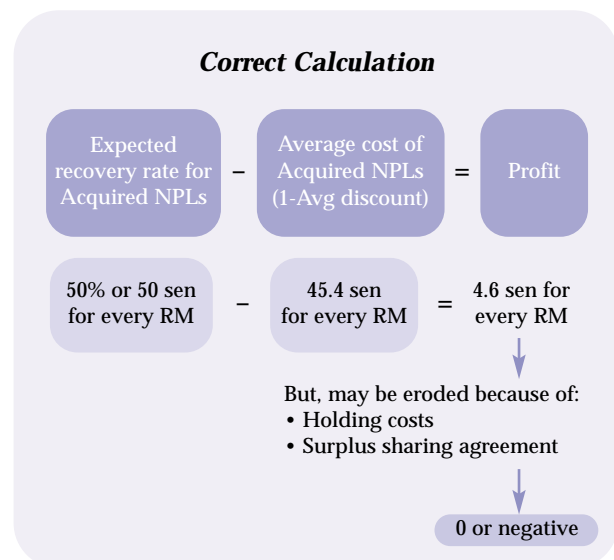 Correct Calculation
Expected
recovery rate for
Acquired NPLs
–
Average cost of
Acquired NPLs
(1-Avg discount)
=
Profit
50% or 50 sen
for every RM
–
45.4 sen
for every RM
=
4.6 sen for
every RM
But, may be eroded because of:
• Holding costs
• Surplus sharing agreement
0 or negative